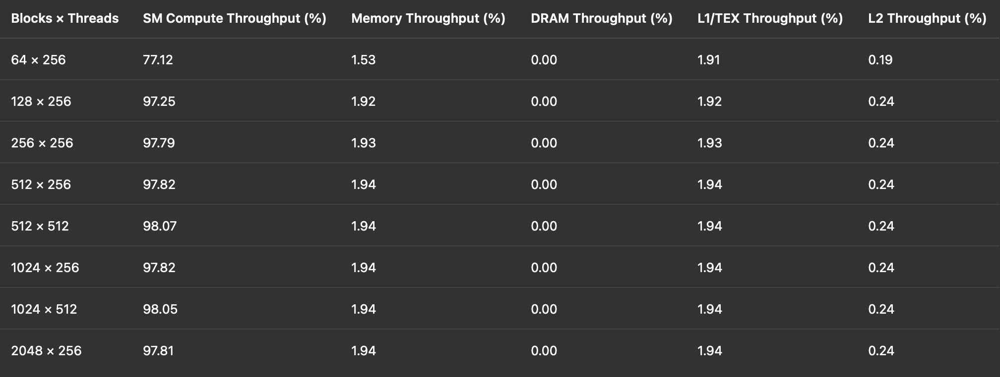 Blocks × Threads SM Compute Throughput (%) Memory Throughput (%) DRAM Throughput (%) L1/TEX Throughput (%) L2 Throughput (%)
64 × 256 77.12 1.53 0.00 1.91 0.19
128 × 256 97.25 1.92 0.00 1.92 0.24
256 × 256 97.79 1.93 0.00 1.93 0.24
512 × 256 97.82 1.94 0.00 1.94 0.24
512 × 512 98.07 1.94 0.00 1.94 0.24
1024 × 256 97.82 1.94 0.00 1.94 0.24
1024 × 512 98.05 1.94 0.00 1.94 0.24
2048 × 256 97.81 1.94 0.00 1.94 0.24